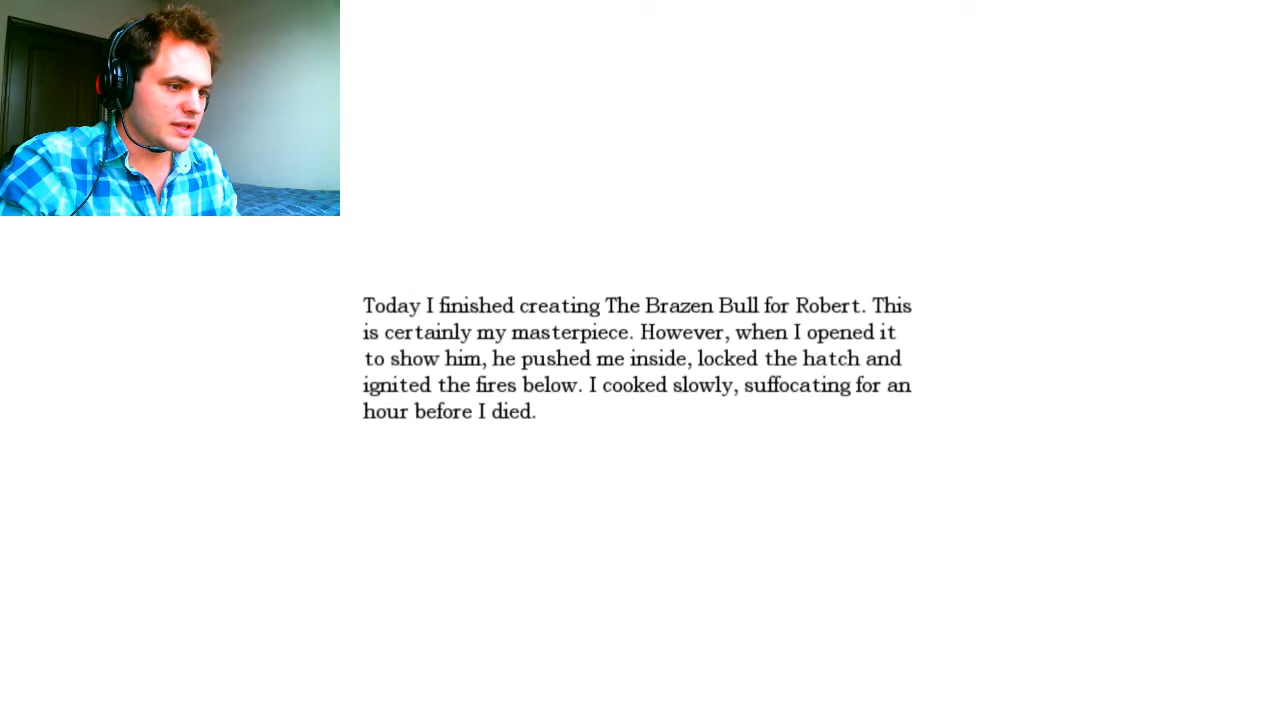 Today I finished creating The Brazen Bull for Robert. This
is certainly my masterpiece. However, when I opened it
to show him, he pushed me inside, locked the hatch and
ignited the fires below. I cooked slowly, suffocating for an
hour before I died.